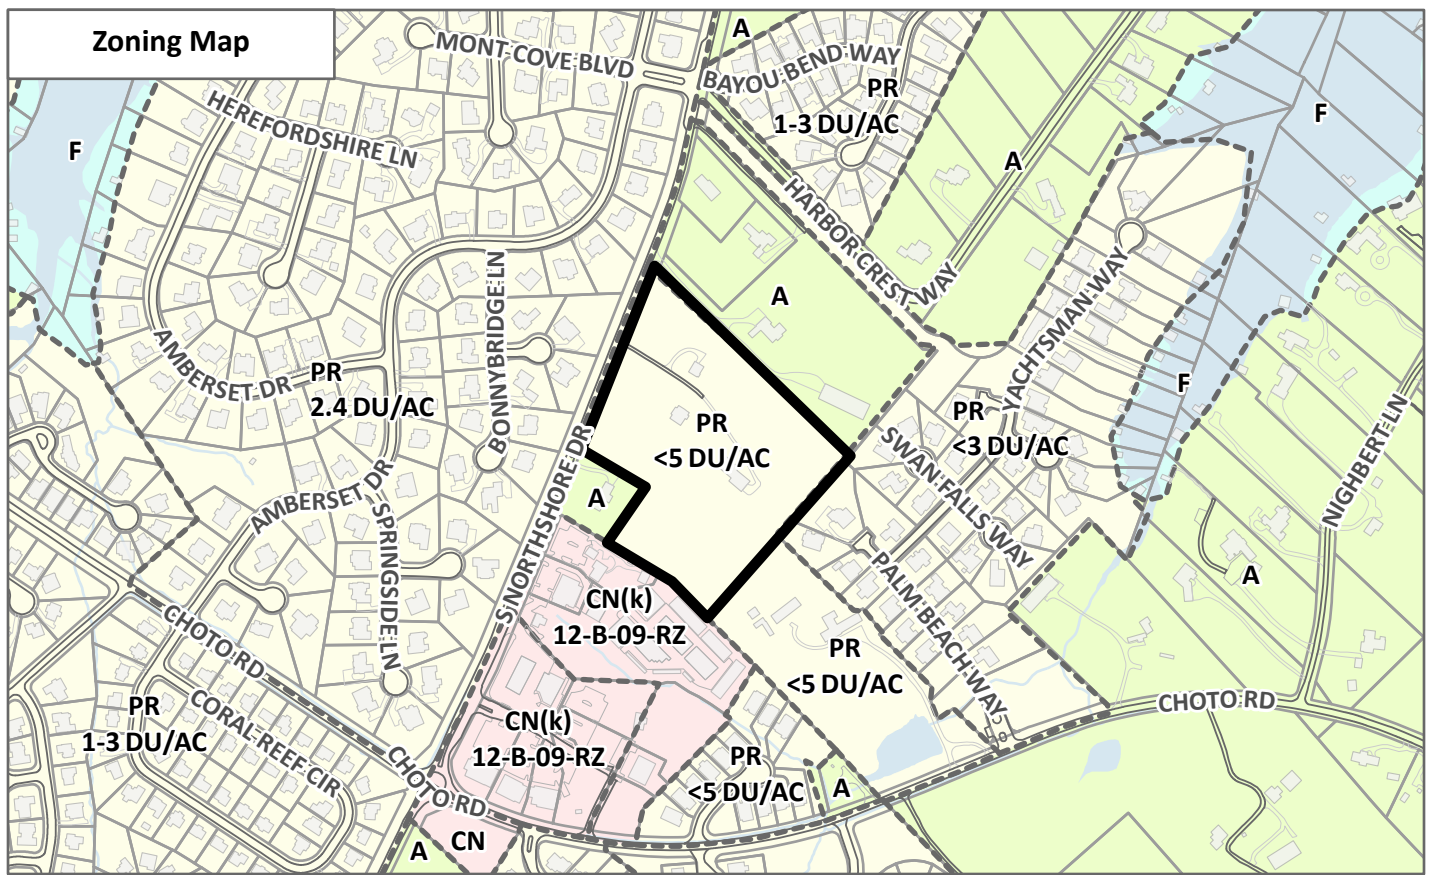 Zoning Map
A
MONT COVE BLVD
BAYOU BEND WAY
PR
1-3 DU/AC
HEREFORDSHIRE LN
F
F
A
HARBOR CREST WAY
A
YACHTSMAN WAY
BONNYBRIDGE LN
AMBERSET DR
PR
2.4 DU/AC
F
PR
<5 DU/AC
PR
<3 DU/AC
SWAN FALLS WAY
NIGHBERT LN
S NORTHSHORE DR
A
AMBERSET DR
SPRINGSIDE LN
PALM BEACH WAY
A
CN(k)
12-B-09-RZ
CHOTO RD
PR
<5 DU/AC
CHOTO RD
PR
1-3 DU/AC
CORAL REEF CIR
CN(k)
12-B-09-RZ
PR
<5 DU/AC
A
CHOTO RD
CN
A